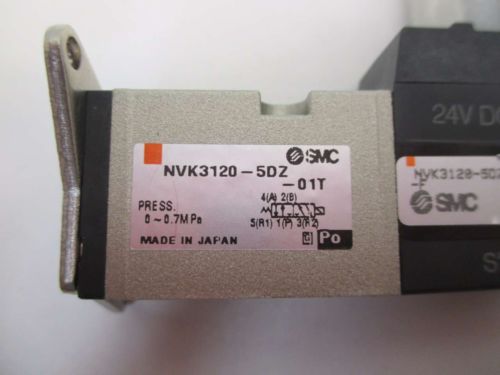 SMC
NVK3120-5DZ
-01T
4(A) 2(B)
PRESS.
0~0.7MPa
5(R1) 1(P) 3(R2)
MADE IN JAPAN
Po
24V D
NVK3120-5DZ
-F
SMC
S